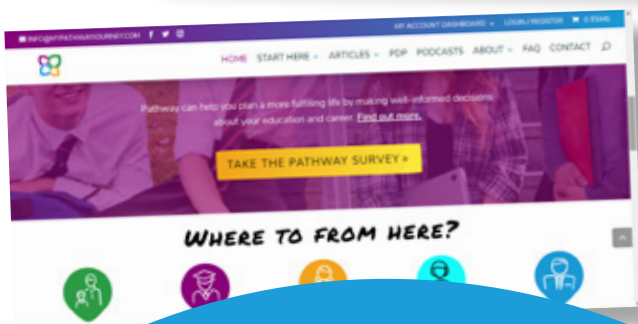 INFO@MYPATHWAYJOURNEY.COM MY ACCOUNT DASHBOARD LOGIN / REGISTER 0 ITEMS
HOME START HERE ARTICLES PDP PODCASTS ABOUT FAQ CONTACT
Pathway can help you plan a more fulfilling life by making well-informed decisions
about your education and career. Find out more.
TAKE THE PATHWAY SURVEY »
WHERE TO FROM HERE?